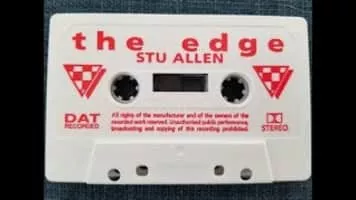 the edge
STU ALLEN
DAT
RECORDED
All rights of the manufacturer and of the owners of the
recorded work reserved. Unauthorised public performance,
broadcasting and copying of this recording prohibited.
STEREO